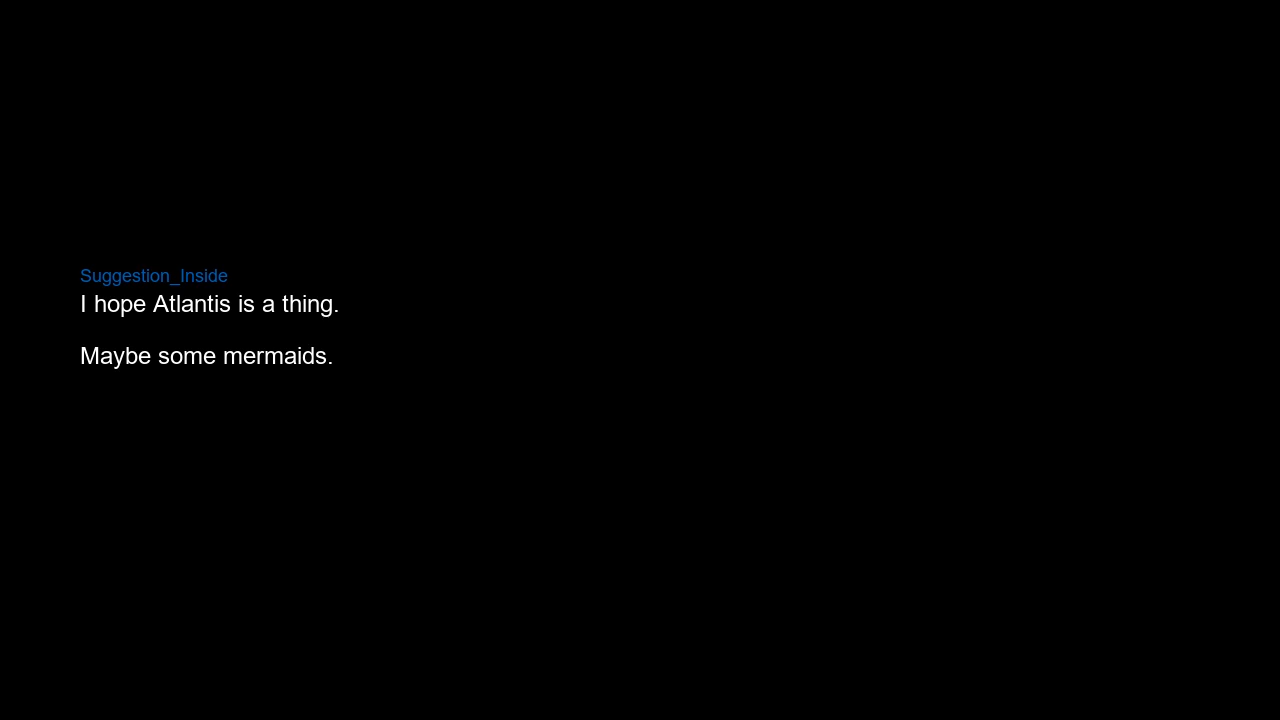 Suggestion_Inside
I hope Atlantis is a thing.
Maybe some mermaids.